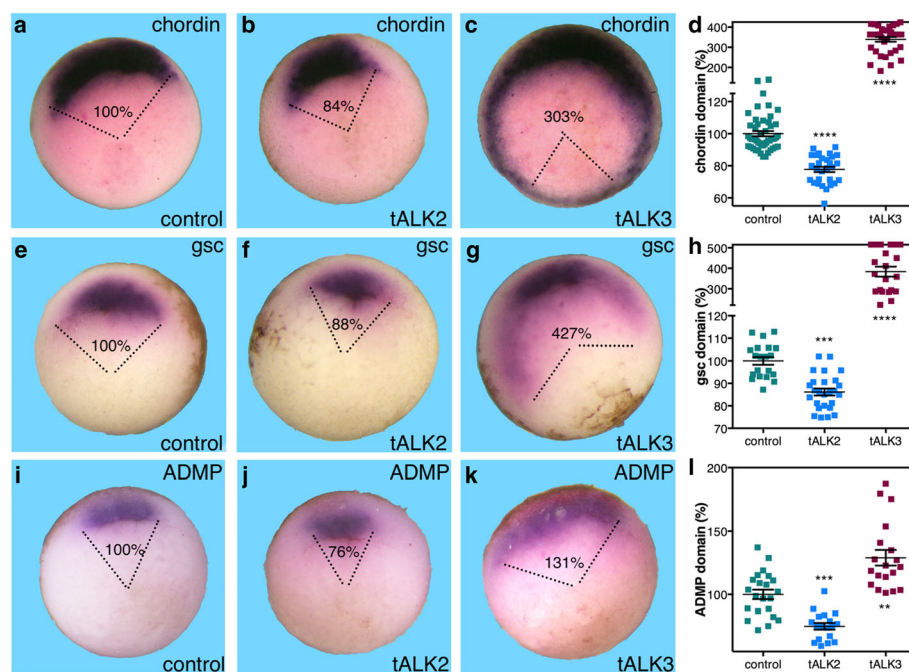 a chordin 100% control
b chordin 84% tALK2
c chordin 303% tALK3
d
chordin domain (%)
400
300
200
120
100
80
60
control tALK2 tALK3
****
****
e gsc 100% control
f gsc 88% tALK2
g gsc 427% tALK3
h
gsc domain (%)
500
400
300
110
100
90
80
70
control tALK2 tALK3
***
****
i ADMP 100% control
j ADMP 76% tALK2
k ADMP 131% tALK3
l
ADMP domain (%)
200
150
100
control tALK2 tALK3
***
**